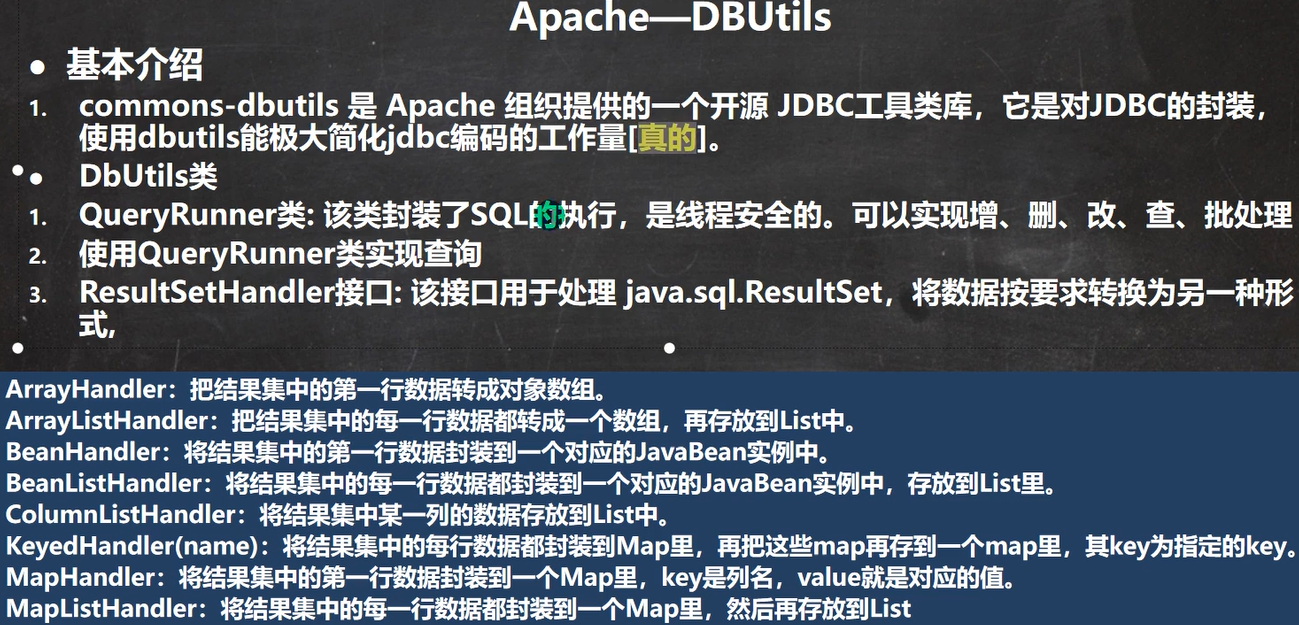 Apache—DBUtils
● 基本介绍
1. commons-dbutils 是 Apache 组织提供的一个开源 JDBC工具类库，它是对JDBC的封装，
使用dbutils能极大简化jdbc编码的工作量[真的]。
● DbUtils类
1. QueryRunner类: 该类封装了SQL的执行，是线程安全的。可以实现增、删、改、查、批处理
2. 使用QueryRunner类实现查询
3. ResultSetHandler接口: 该接口用于处理 java.sql.ResultSet，将数据按要求转换为另一种形
式,
ArrayHandler：把结果集中的第一行数据转成对象数组。
ArrayListHandler：把结果集中的每一行数据都转成一个数组，再存放到List中。
BeanHandler：将结果集中的第一行数据封装到一个对应的JavaBean实例中。
BeanListHandler：将结果集中的每一行数据都封装到一个对应的JavaBean实例中，存放到List里。
ColumnListHandler：将结果集中某一列的数据存放到List中。
KeyedHandler(name)：将结果集中的每行数据都封装到Map里，再把这些map再存到一个map里，其key为指定的key。
MapHandler：将结果集中的第一行数据封装到一个Map里，key是列名，value就是对应的值。
MapListHandler：将结果集中的每一行数据都封装到一个Map里，然后再存放到List